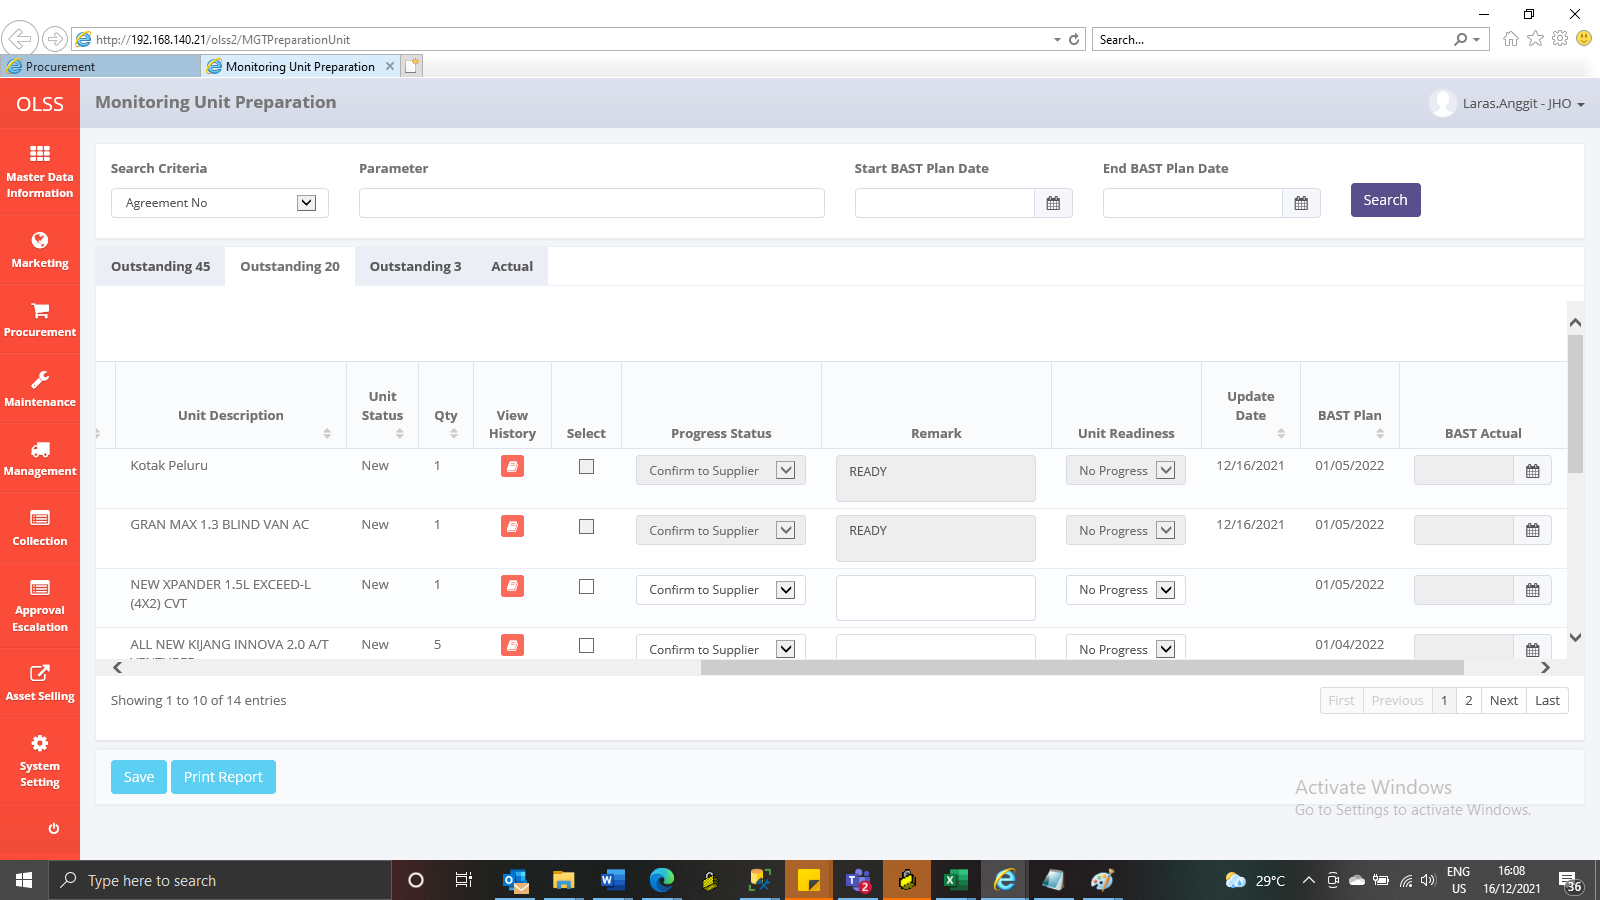 http://192.168.140.21/olss2/MGTPreparationUnit
Search...
Procurement
Monitoring Unit Preparation
OLSS
Monitoring Unit Preparation
Laras.Anggit - JHO
Master Data
Information
Marketing
Procurement
Maintenance
Management
Collection
Approval
Escalation
Asset Selling
System
Setting
Search Criteria
Parameter
Start BAST Plan Date
End BAST Plan Date
Agreement No
Search
Outstanding 45
Outstanding 20
Outstanding 3
Actual
Unit Description
Unit
Status
Qty
View
History
Select
Progress Status
Remark
Unit Readiness
Update
Date
BAST Plan
BAST Actual
Kotak Peluru New 1 Confirm to Supplier READY No Progress 12/16/2021 01/05/2022
GRAN MAX 1.3 BLIND VAN AC New 1 Confirm to Supplier READY No Progress 12/16/2021 01/05/2022
NEW XPANDER 1.5L EXCEED-L New 1 Confirm to Supplier No Progress 01/05/2022
(4X2) CVT
ALL NEW KIJANG INNOVA 2.0 A/T New 5 Confirm to Supplier No Progress 01/04/2022
Showing 1 to 10 of 14 entries
First Previous 1 2 Next Last
Save
Print Report
Activate Windows
Go to Settings to activate Windows.
Type here to search
2
29°C
ENG
US
16:08
16/12/2021
36